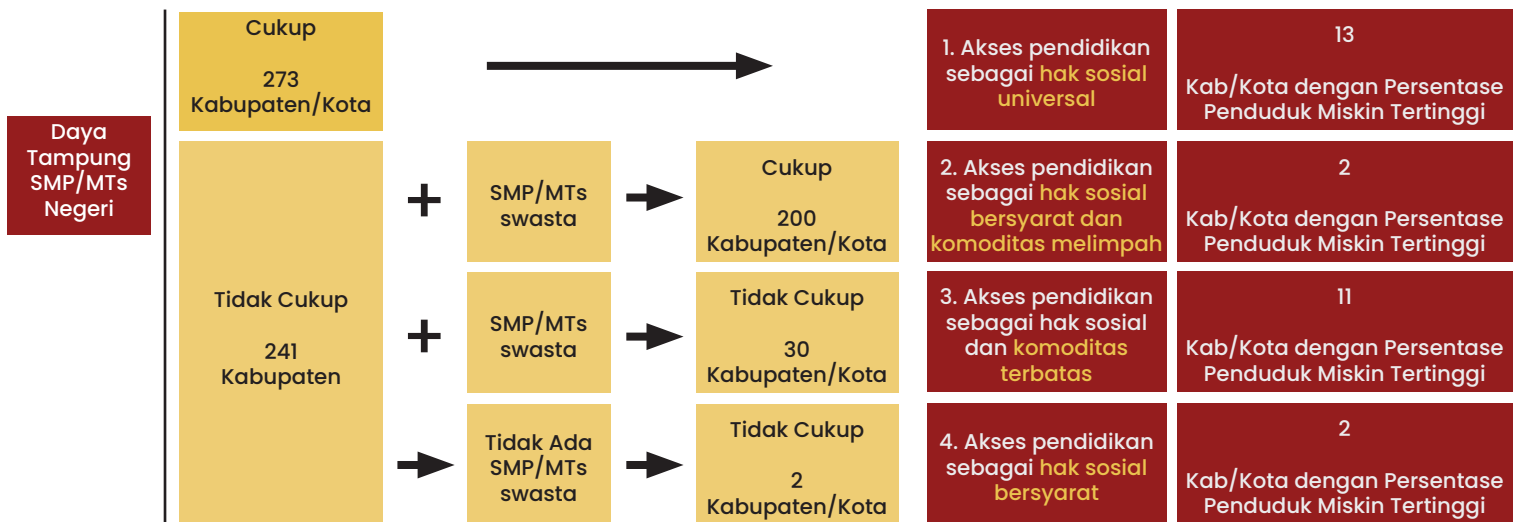 Daya
Tampung
SMP/MTs
Negeri
Cukup
273
Kabupaten/Kota
1. Akses pendidikan
sebagai hak sosial
universal
13
Kab/Kota dengan Persentase
Penduduk Miskin Tertinggi
Tidak Cukup
241
Kabupaten
+
SMP/MTs
swasta
Cukup
200
Kabupaten/Kota
2. Akses pendidikan
sebagai hak sosial
bersyarat dan
komoditas melimpah
2
Kab/Kota dengan Persentase
Penduduk Miskin Tertinggi
+
SMP/MTs
swasta
Tidak Cukup
30
Kabupaten/Kota
3. Akses pendidikan
sebagai hak sosial
dan komoditas
terbatas
11
Kab/Kota dengan Persentase
Penduduk Miskin Tertinggi
Tidak Ada
SMP/MTs
swasta
Tidak Cukup
2
Kabupaten/Kota
4. Akses pendidikan
sebagai hak sosial
bersyarat
2
Kab/Kota dengan Persentase
Penduduk Miskin Tertinggi